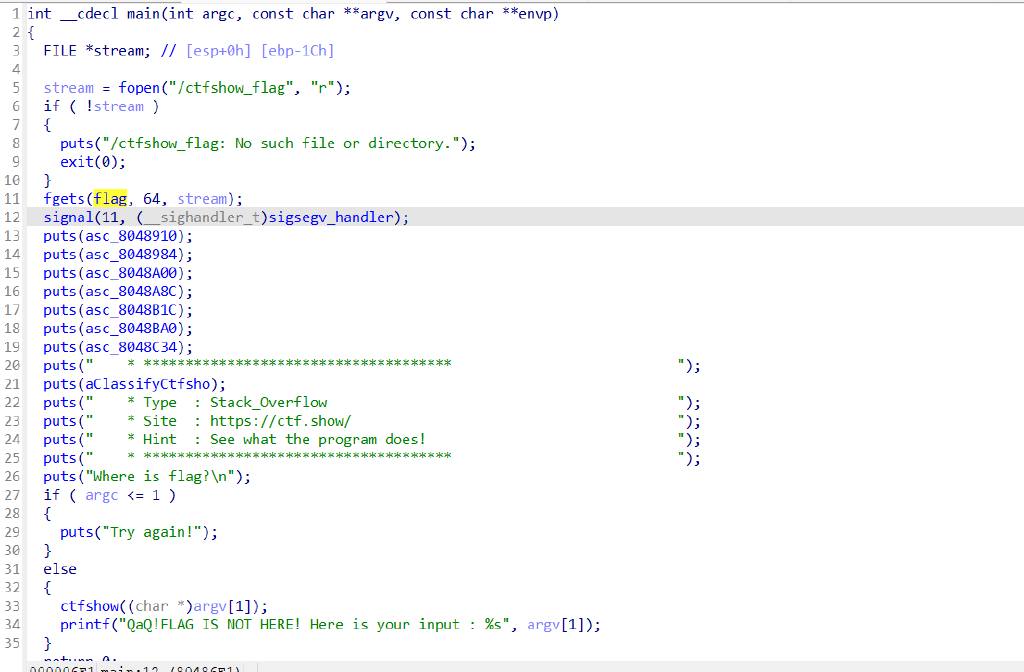 1 int __cdecl main(int argc, const char **argv, const char **envp)
2 {
3 FILE *stream; // [esp+0h] [ebp-1Ch]
4
5 stream = fopen("/ctfshow_flag", "r");
6 if ( !stream )
7 {
8 puts("/ctfshow_flag: No such file or directory.");
9 exit(0);
10 }
11 fgets(flag, 64, stream);
12 signal(11, (__sighandler_t)sigsegv_handler);
13 puts(asc_8048910);
14 puts(asc_8048984);
15 puts(asc_8048A00);
16 puts(asc_8048A8C);
17 puts(asc_8048B1C);
18 puts(asc_8048BA0);
19 puts(asc_8048C34);
20 puts("    * *************************************                           ");
21 puts(aClassifyCtfsho);
22 puts("    * Type  : Stack_Overflow                                          ");
23 puts("    * Site  : https://ctf.show/                                       ");
24 puts("    * Hint  : See what the program does!                              ");
25 puts("    * *************************************                           ");
26 puts("Where is flag?\n");
27 if ( argc <= 1 )
28 {
29 puts("Try again!");
30 }
31 else
32 {
33 ctfshow((char *)argv[1]);
34 printf("QaQ!FLAG IS NOT HERE! Here is your input : %s", argv[1]);
35 }
return 0;
000006F1 main:12 (80486F1)